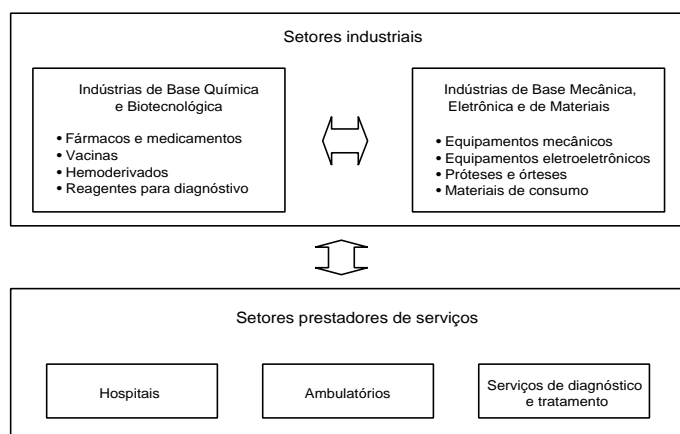 Setores industriais
Indústrias de Base Química
e Biotecnológica
• Fármacos e medicamentos
• Vacinas
• Hemoderivados
• Reagentes para diagnóstivo
Indústrias de Base Mecânica,
Eletrônica e de Materiais
• Equipamentos mecânicos
• Equipamentos eletroeletrônicos
• Próteses e órteses
• Materiais de consumo
Setores prestadores de serviços
Hospitais
Ambulatórios
Serviços de diagnóstico
e tratamento